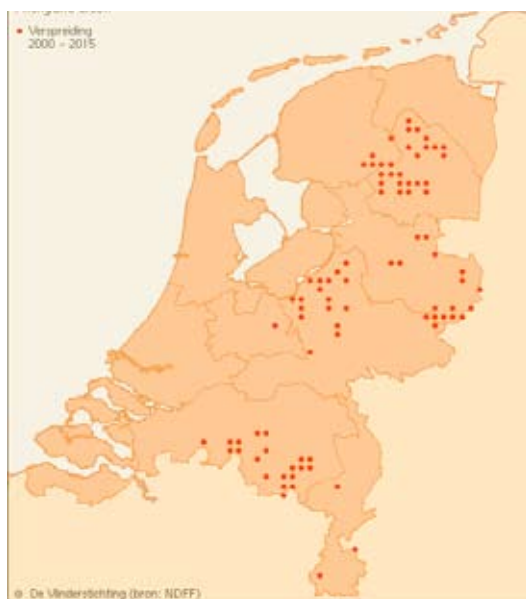 • Verspreiding
2000 – 2015
© De Vlinderstichting (bron: NDFF)